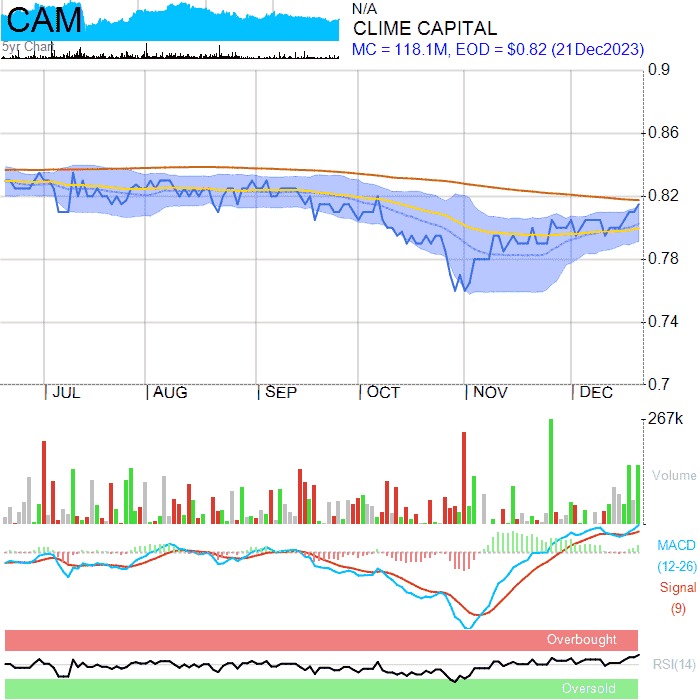 CAM
5yr Chart
N/A
CLIME CAPITAL
MC = 118.1M, EOD = $0.82 (21Dec2023)
0.9
0.86
0.82
0.78
0.74
0.7
JUL AUG SEP OCT NOV DEC
267k
Volume
MACD
(12-26)
Signal
(9)
Overbought
RSI(14)
Oversold